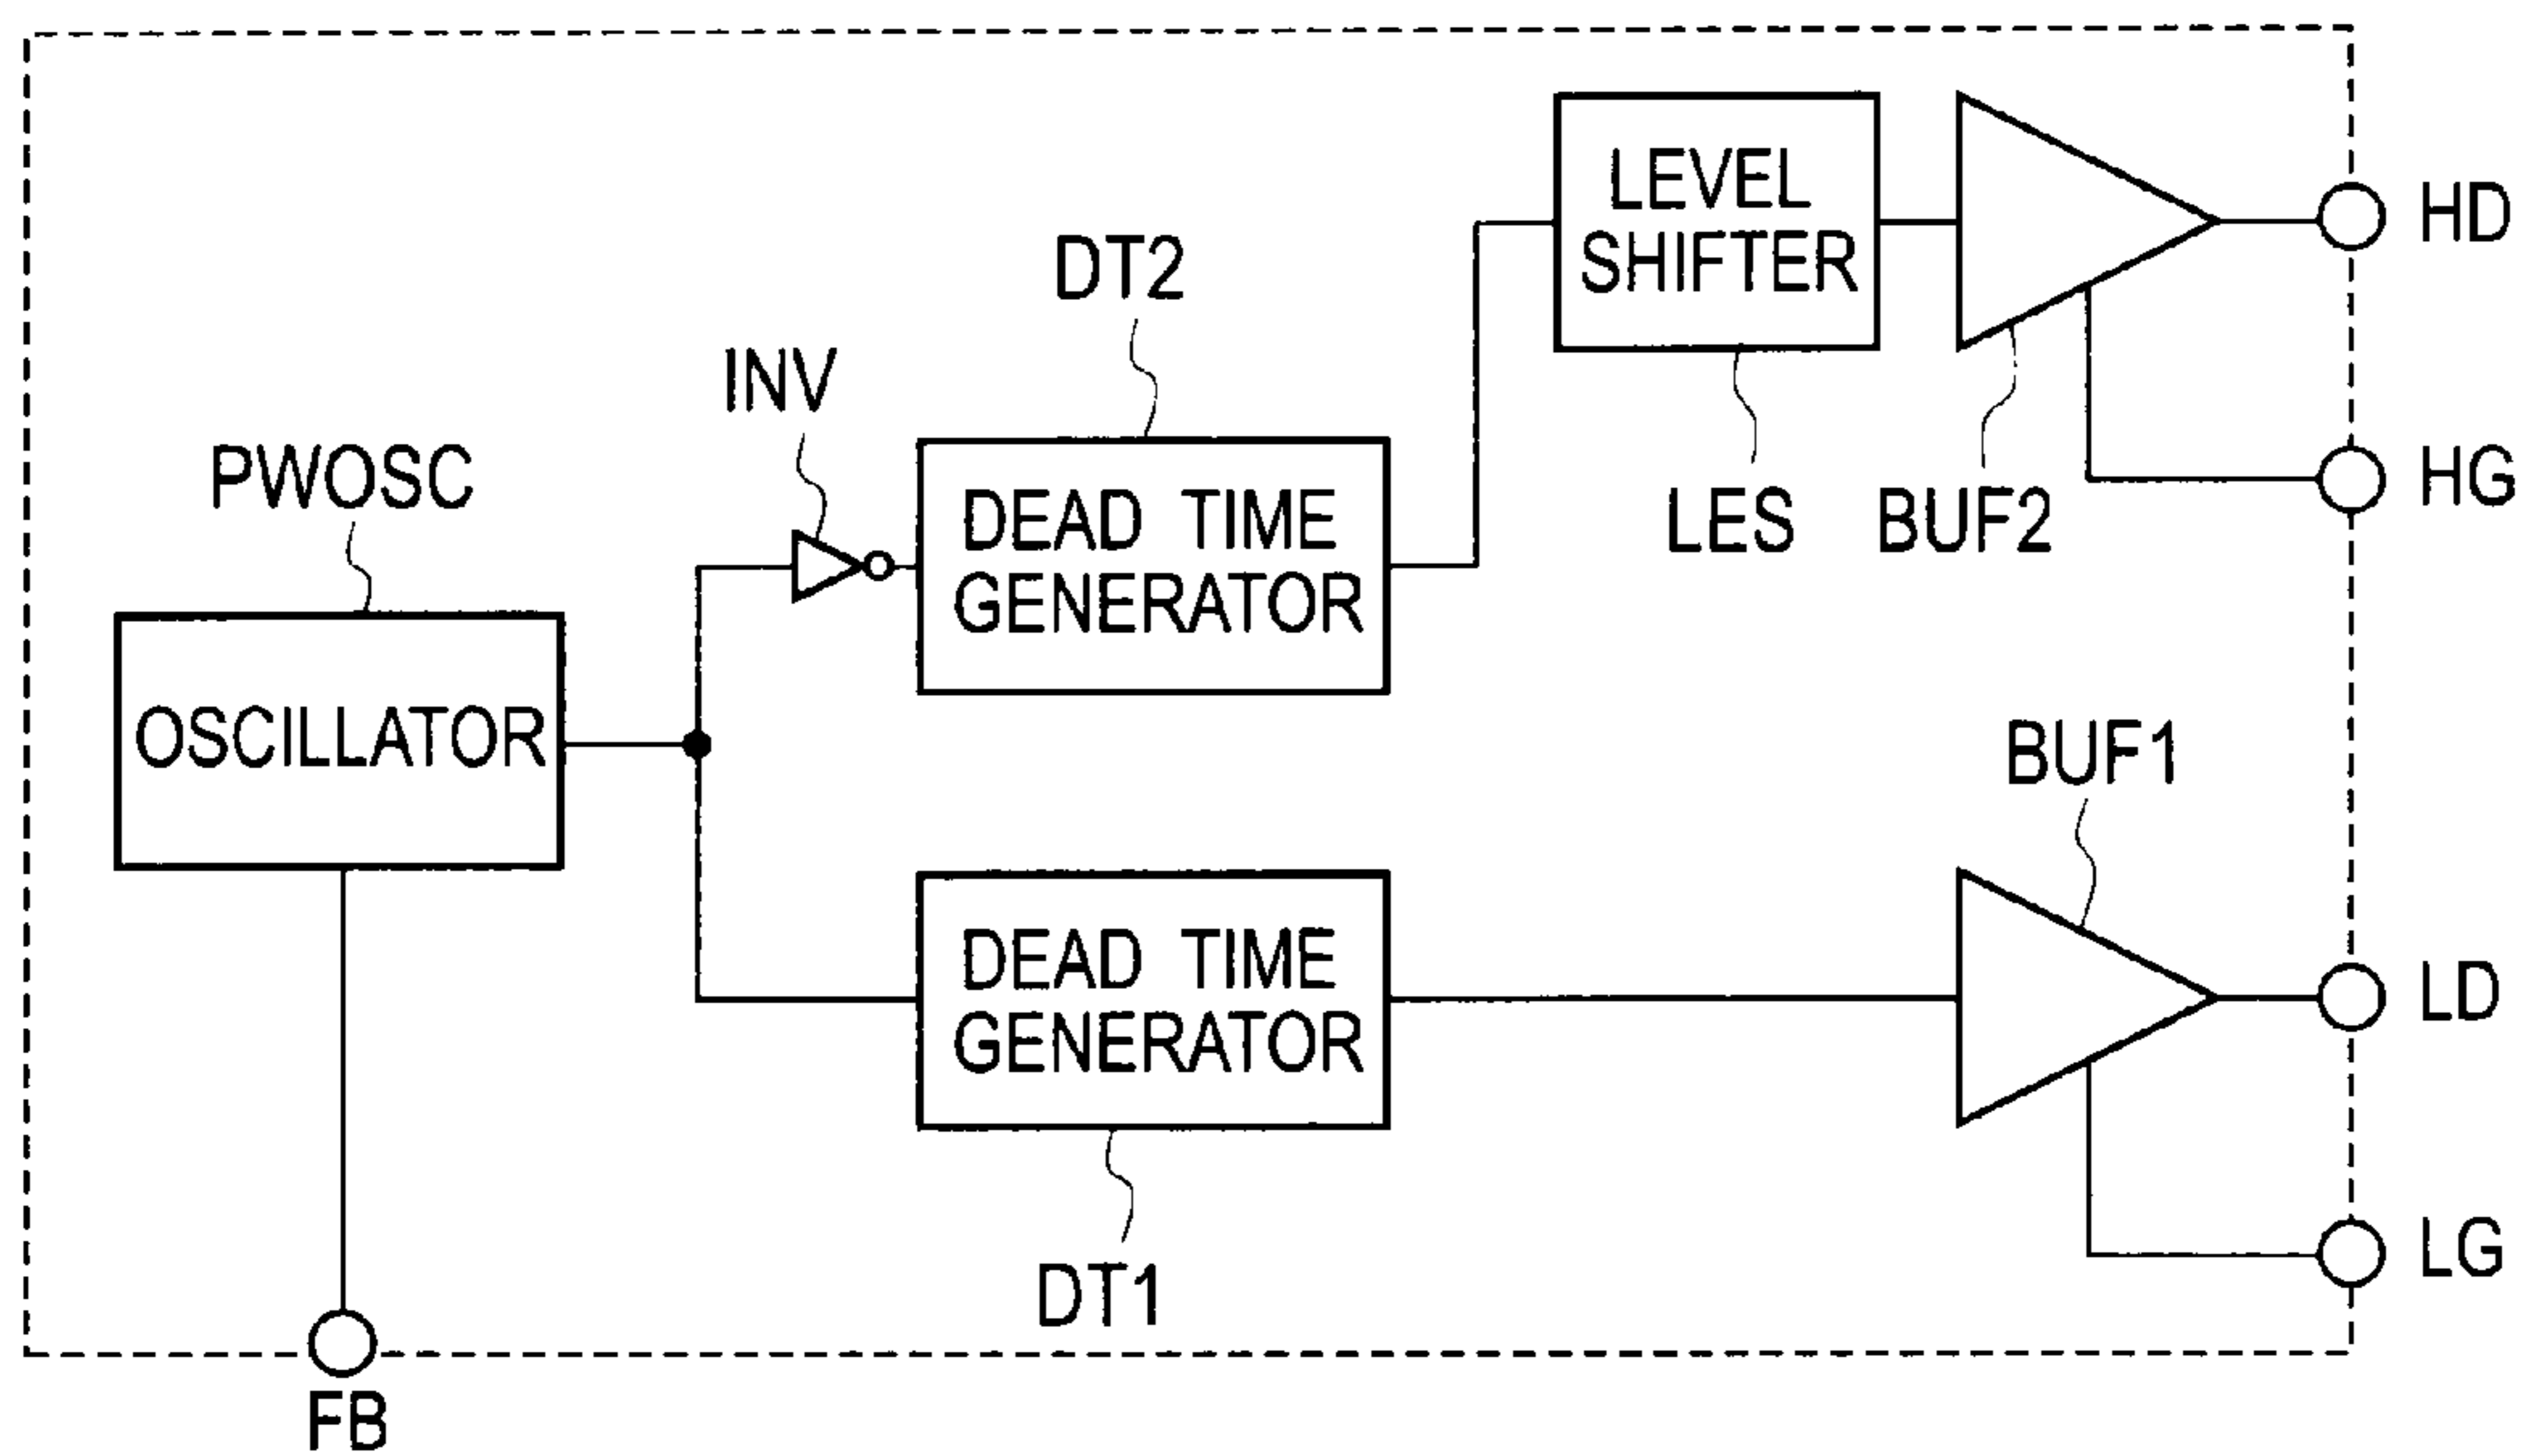 LEVEL
SHIFTER
HD
DT2
INV
PWOSC
HG
LES
BUF2
DEAD TIME
GENERATOR
OSCILLATOR
BUF1
DEAD TIME
GENERATOR
LD
DT1
LG
FB